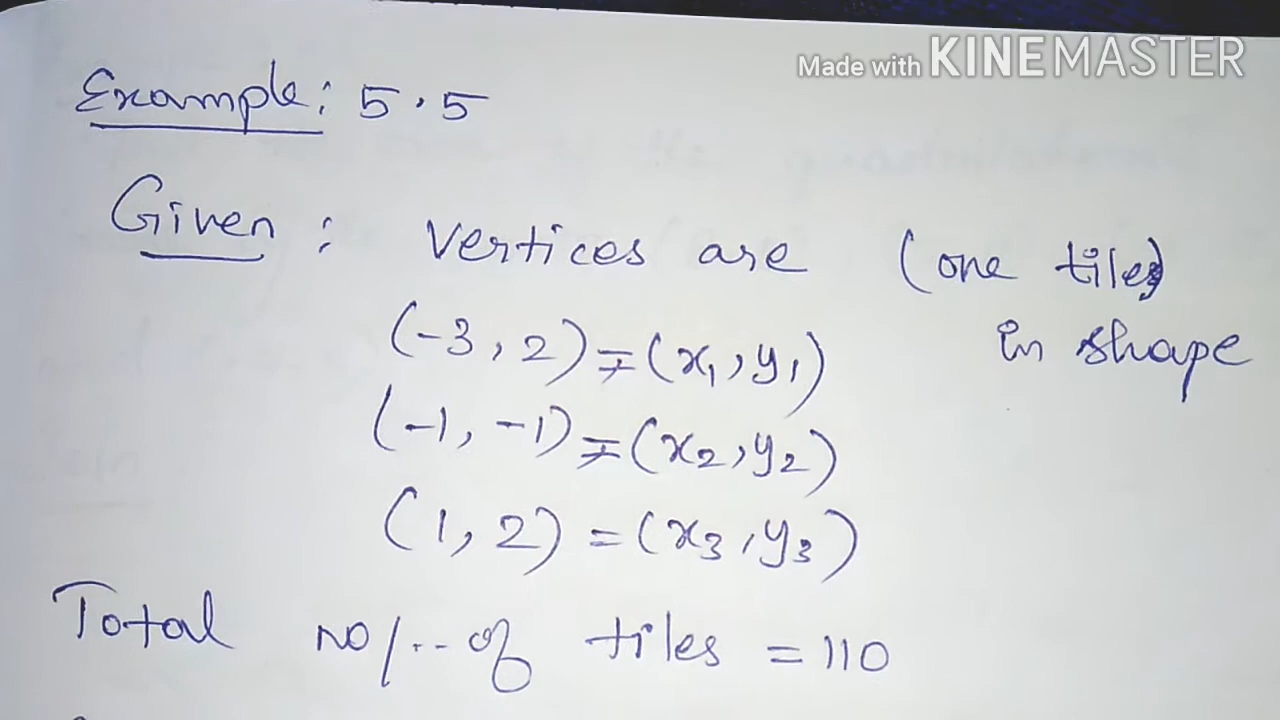 Made with KINEMASTER
Example: 5.5
Given: Vertices are (one tiles)
in shape
(-3, 2) = (x₁, y₁)
(-1, -1) = (x₂, y₂)
(1, 2) = (x₃, y₃)
Total no/.. of tiles = 110